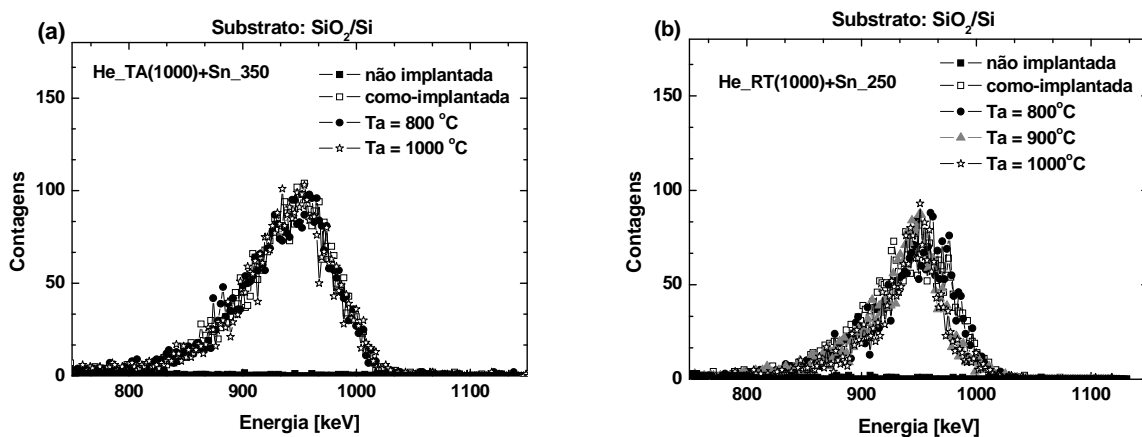 (a)
Substrato: SiO₂/Si
He_TA(1000)+Sn_350
não implantada
como-implantada
Ta = 800 °C
Ta = 1000 °C
Contagens
150
100
50
0
800 900 1000 1100
Energia [keV]
(b)
Substrato: SiO₂/Si
He_RT(1000)+Sn_250
não implantada
como-implantada
Ta = 800°C
Ta = 900°C
Ta = 1000°C
Contagens
150
100
50
0
800 900 1000 1100
Energia [keV]